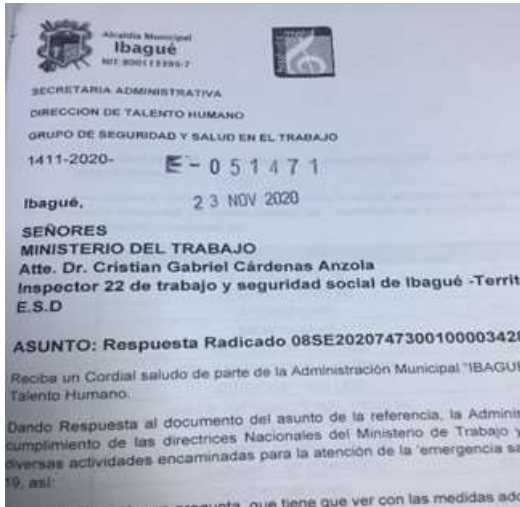 Alcaldía Municipal
Ibagué
NIT 800113389-7
SECRETARIA ADMINISTRATIVA
DIRECCION DE TALENTO HUMANO
GRUPO DE SEGURIDAD Y SALUD EN EL TRABAJO
1411-2020- E-051471
Ibagué, 23 NOV 2020
SEÑORES
MINISTERIO DEL TRABAJO
Atte. Dr. Cristian Gabriel Cárdenas Anzola
Inspector 22 de trabajo y seguridad social de Ibagué -Territ
E.S.D
ASUNTO: Respuesta Radicado 08SE2020747300100003428
Reciba un Cordial saludo de parte de la Administración Municipal "IBAGUE
Talento Humano.
Dando Respuesta al documento del asunto de la referencia, la Adminis
cumplimiento de las directrices Nacionales del Ministerio de Trabajo y
diversas actividades encaminadas para la atención de la emergencia sa
19, así:
pregunta, que tiene que ver con las medidas ado